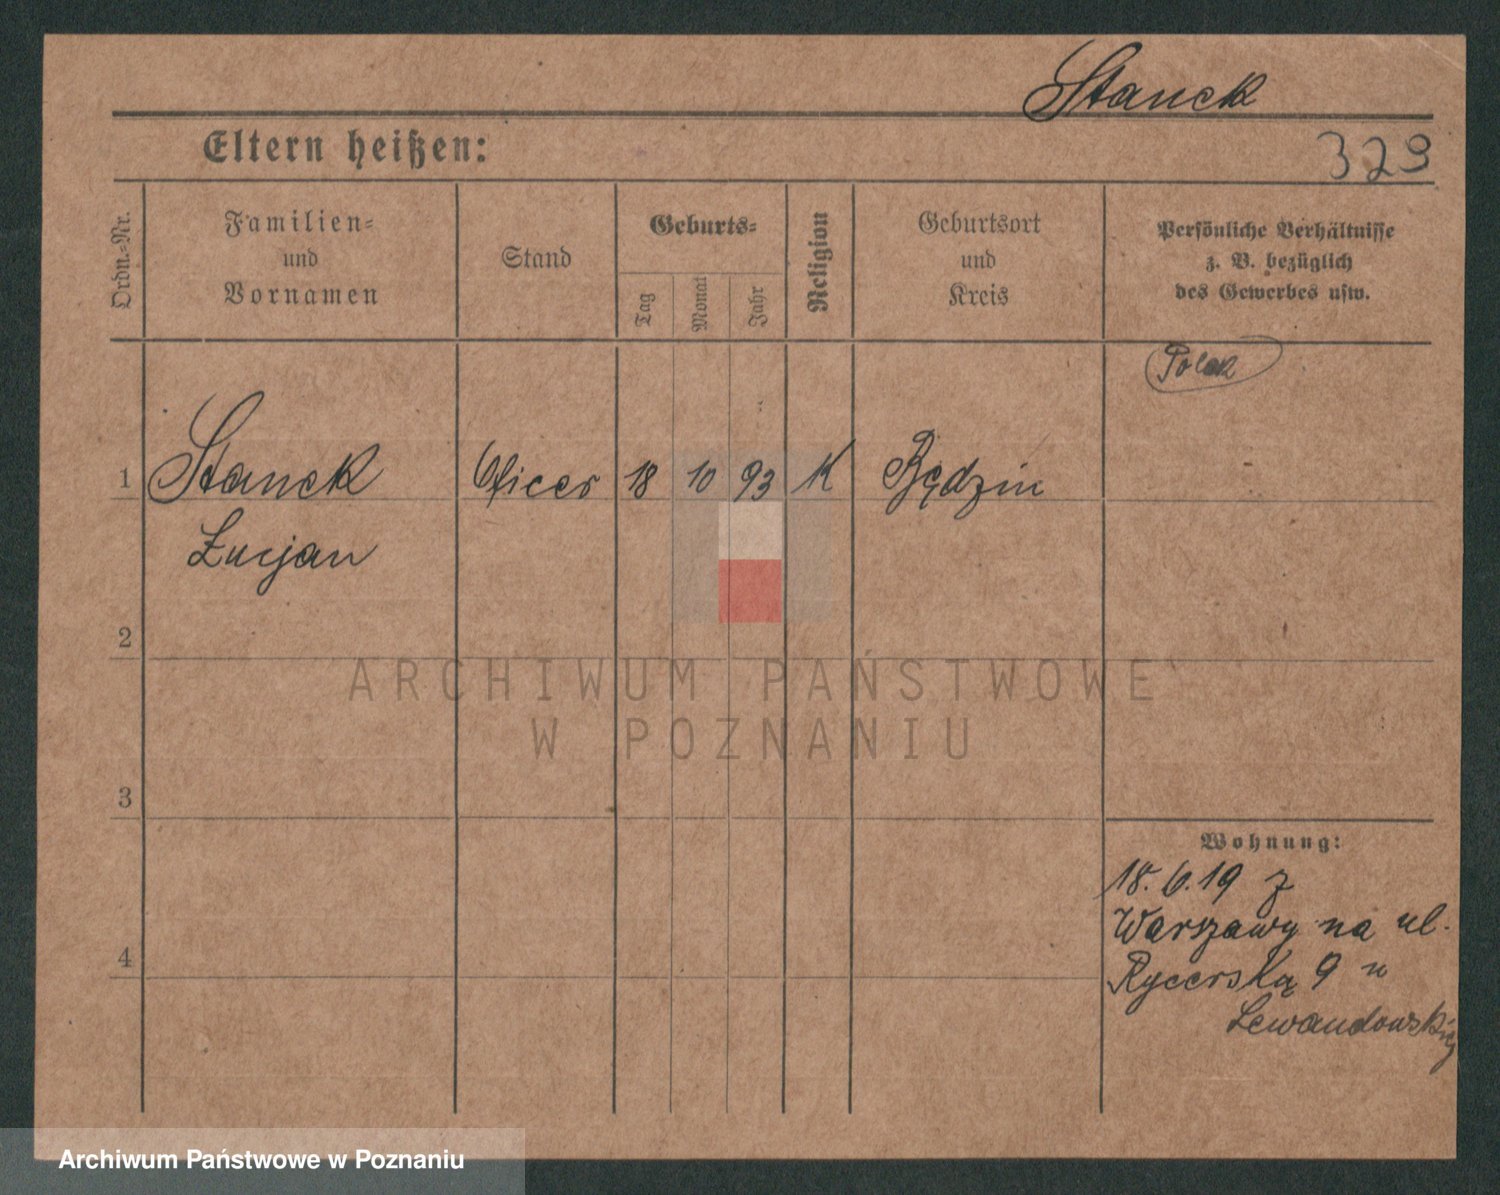 Stanek
Eltern heißen:
329
Ordn.-Nr.
Familien-
und
Vornamen
Stand
Geburts-
Tag
Monat
Jahr
Religion
Geburtsort
und
Kreis
Persönliche Verhältnisse
z. B. bezüglich
des Gewerbes usw.
Polak
1 Stanek Oficer 18 10 93 K Będzin
Lucjan
2
3
4
Wohnung:
18.6.19 z
Warszawy na ul.
Rycerską 9 u
Lewandowskiej
ARCHIWUM PAŃSTWOWE
W POZNANIU
Archiwum Państwowe w Poznaniu